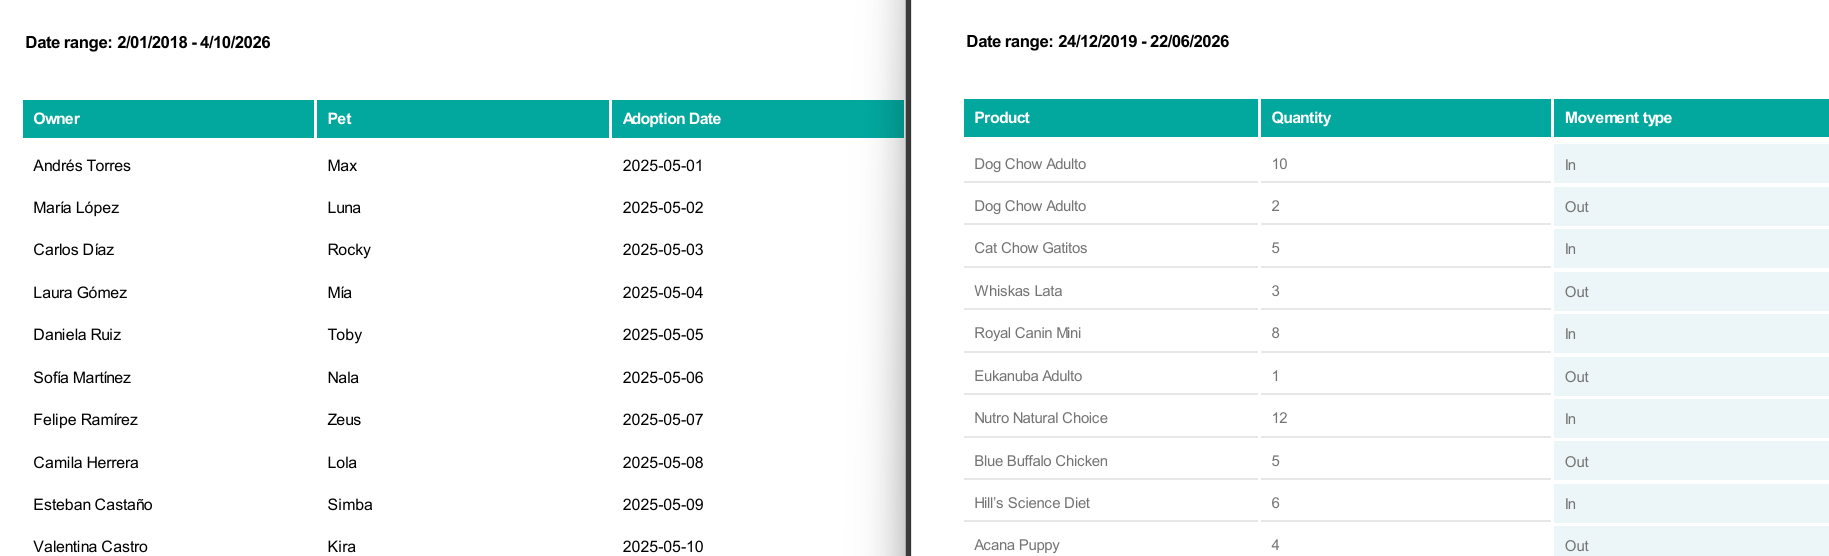 Date range: 2/01/2018 - 4/10/2026
Owner Pet Adoption Date
Andrés Torres Max 2025-05-01
María López Luna 2025-05-02
Carlos Díaz Rocky 2025-05-03
Laura Gómez Mía 2025-05-04
Daniela Ruiz Toby 2025-05-05
Sofía Martínez Nala 2025-05-06
Felipe Ramírez Zeus 2025-05-07
Camila Herrera Lola 2025-05-08
Esteban Castaño Simba 2025-05-09
Valentina Castro Kira 2025-05-10
Date range: 24/12/2019 - 22/06/2026
Product Quantity Movement type
Dog Chow Adulto 10 In
Dog Chow Adulto 2 Out
Cat Chow Gatitos 5 In
Whiskas Lata 3 Out
Royal Canin Mini 8 In
Eukanuba Adulto 1 Out
Nutro Natural Choice 12 In
Blue Buffalo Chicken 5 Out
Hill's Science Diet 6 In
Acana Puppy 4 Out